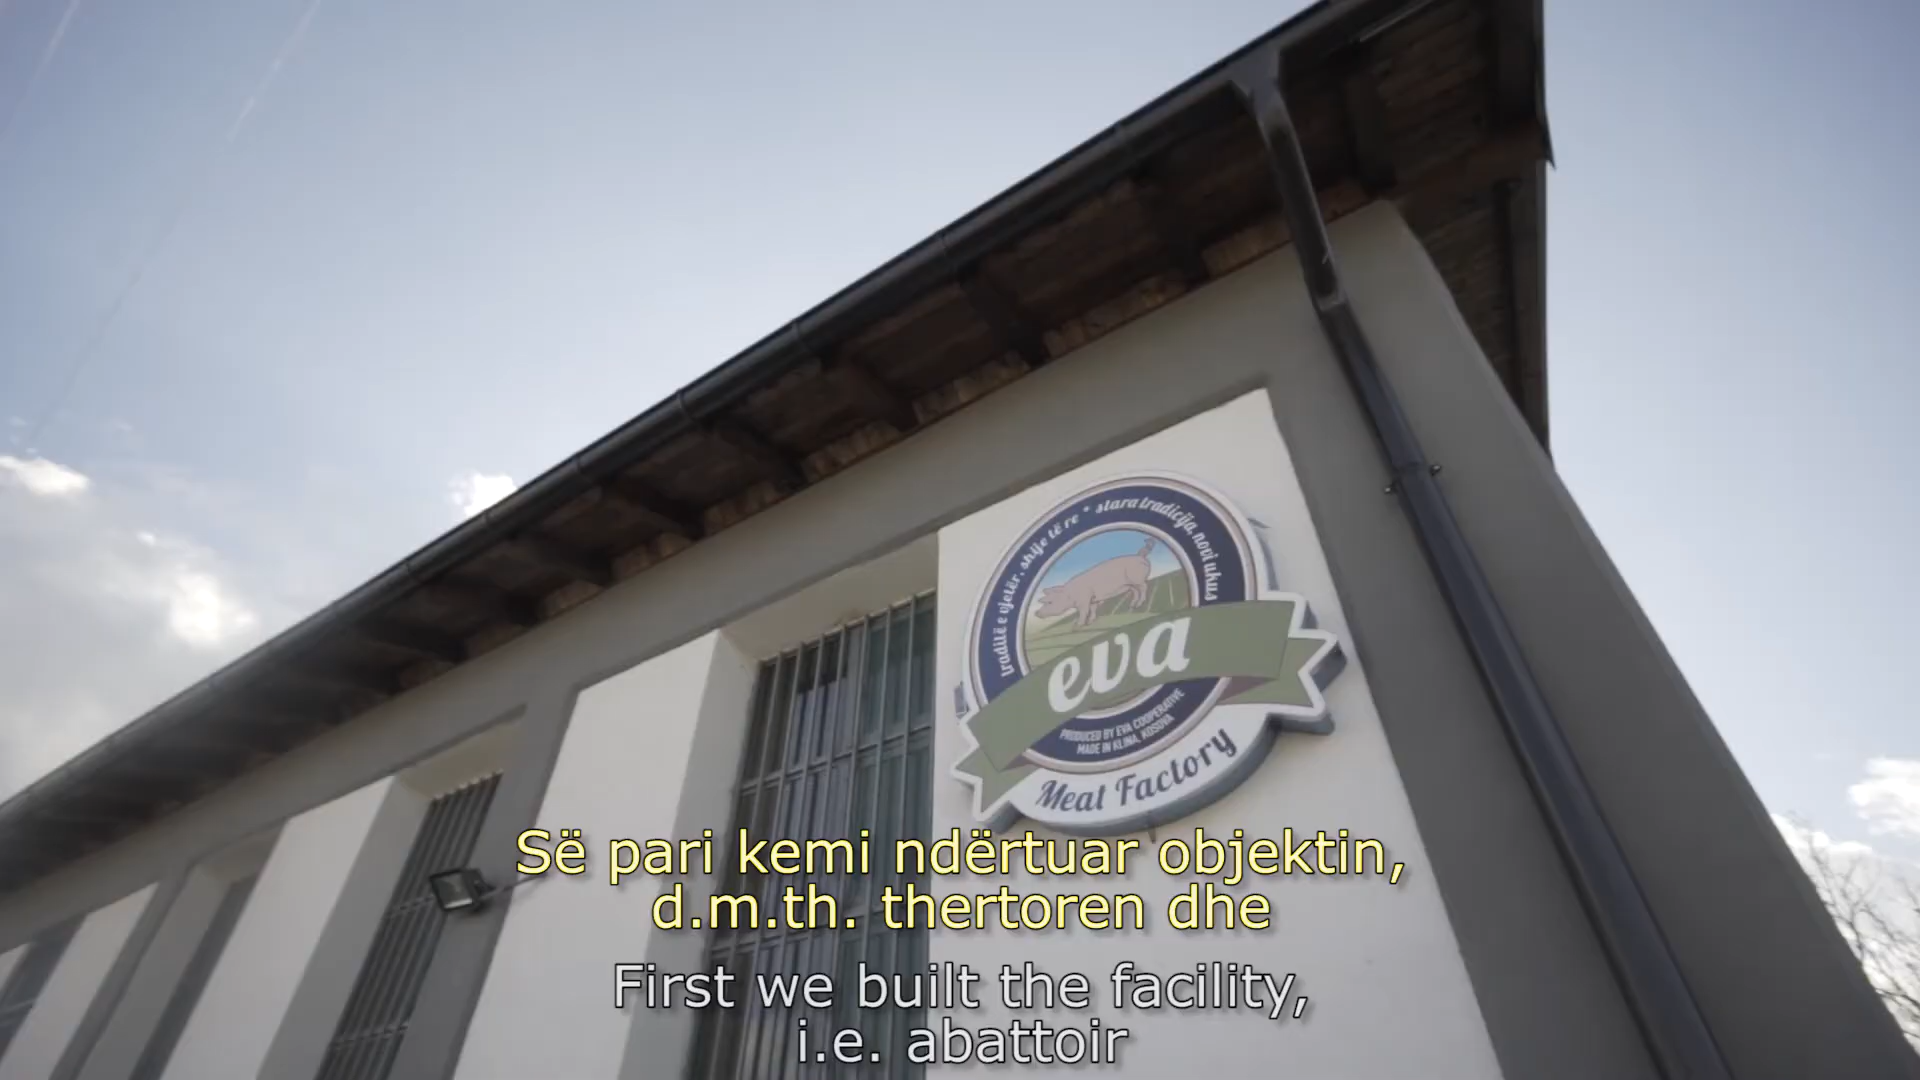 traditë e vjetër, shije të re * stara tradicija, novi ukus
eva
PRODUCED BY EVA COOPERATIVE
MADE IN KLINA, KOSOVA
Meat Factory
Së pari kemi ndërtuar objektin,
d.m.th. thertoren dhe
First we built the facility,
i.e. abattoir